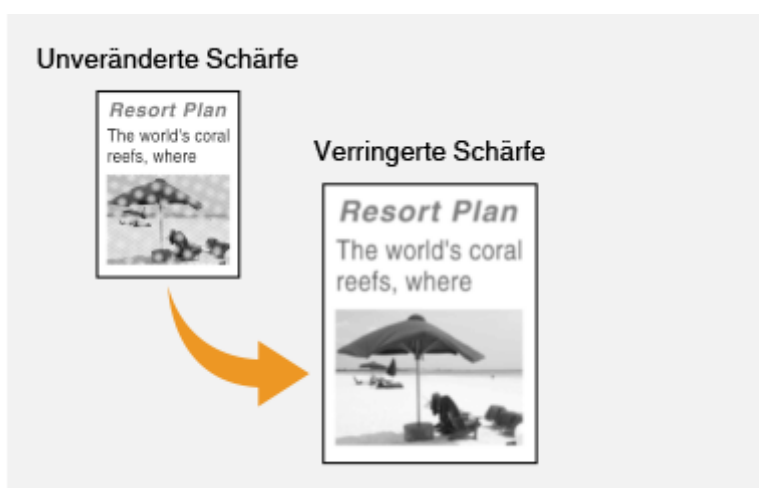 Unveränderte Schärfe
Resort Plan
The world's coral
reefs, where
Verringerte Schärfe
Resort Plan
The world's coral
reefs, where